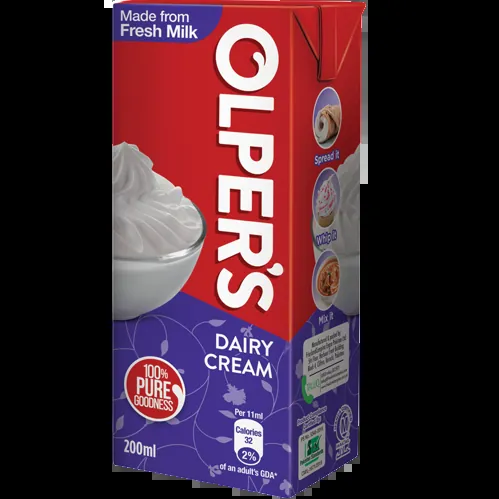 Made from
Fresh Milk
OLPER'S
Spread it
Whip it
Mix it
DAIRY
CREAM
100%
PURE
GOODNESS
Per 11ml
Calories
32
2%
of an adult's GDA*
200ml